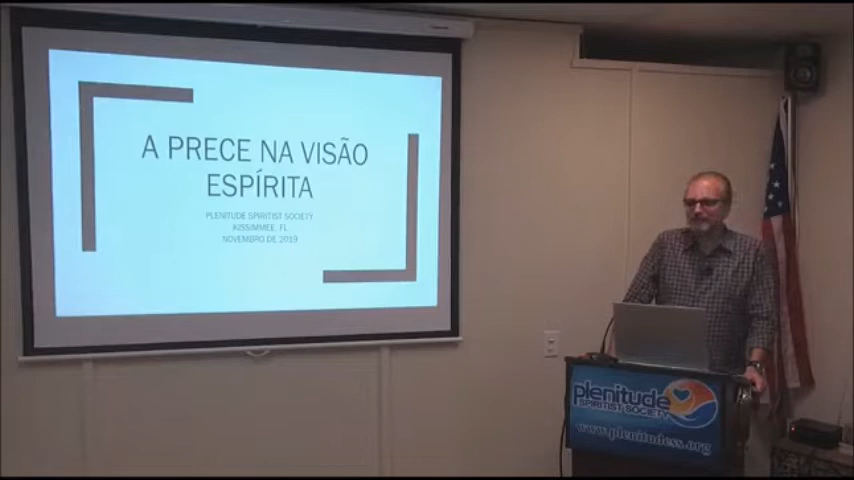 A PRECE NA VISÃO
ESPÍRITA
PLENITUDE SPIRITIST SOCIETY
KISSIMMEE, FL
NOVEMBRO DE 2019
plenitude
SPIRITIST SOCIETY
www.plenitudess.org